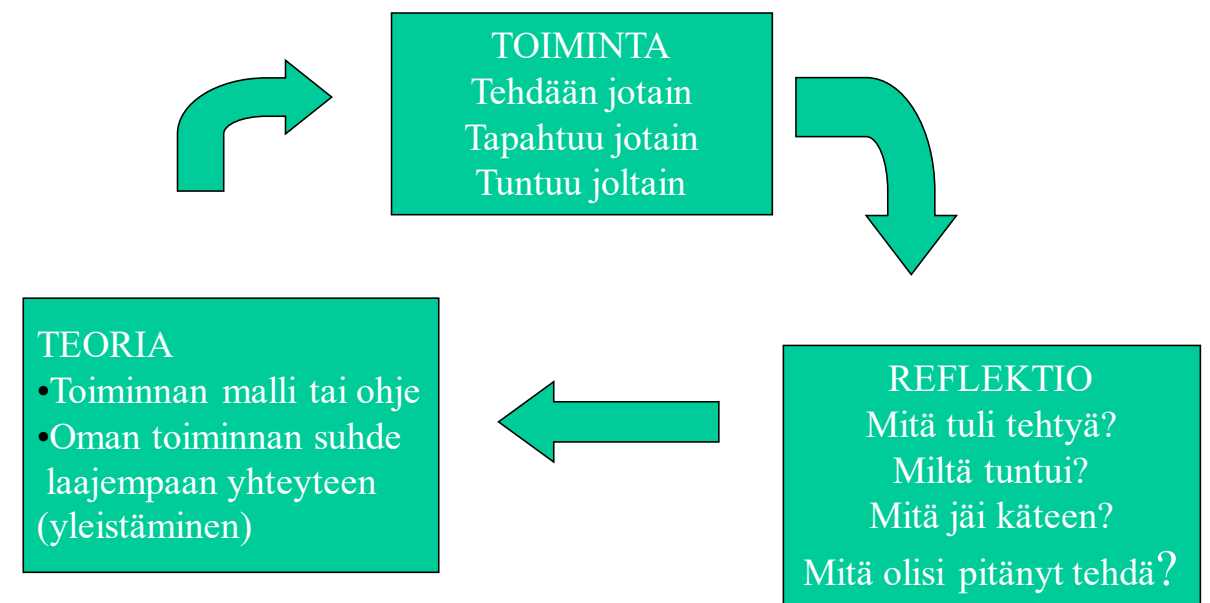 TOIMINTA
Tehdään jotain
Tapahtuu jotain
Tuntuu joltain
TEORIA
•Toiminnan malli tai ohje
•Oman toiminnan suhde
laajempaan yhteyteen
(yleistäminen)
REFLEKTIO
Mitä tuli tehtyä?
Miltä tuntui?
Mitä jäi käteen?
Mitä olisi pitänyt tehdä?